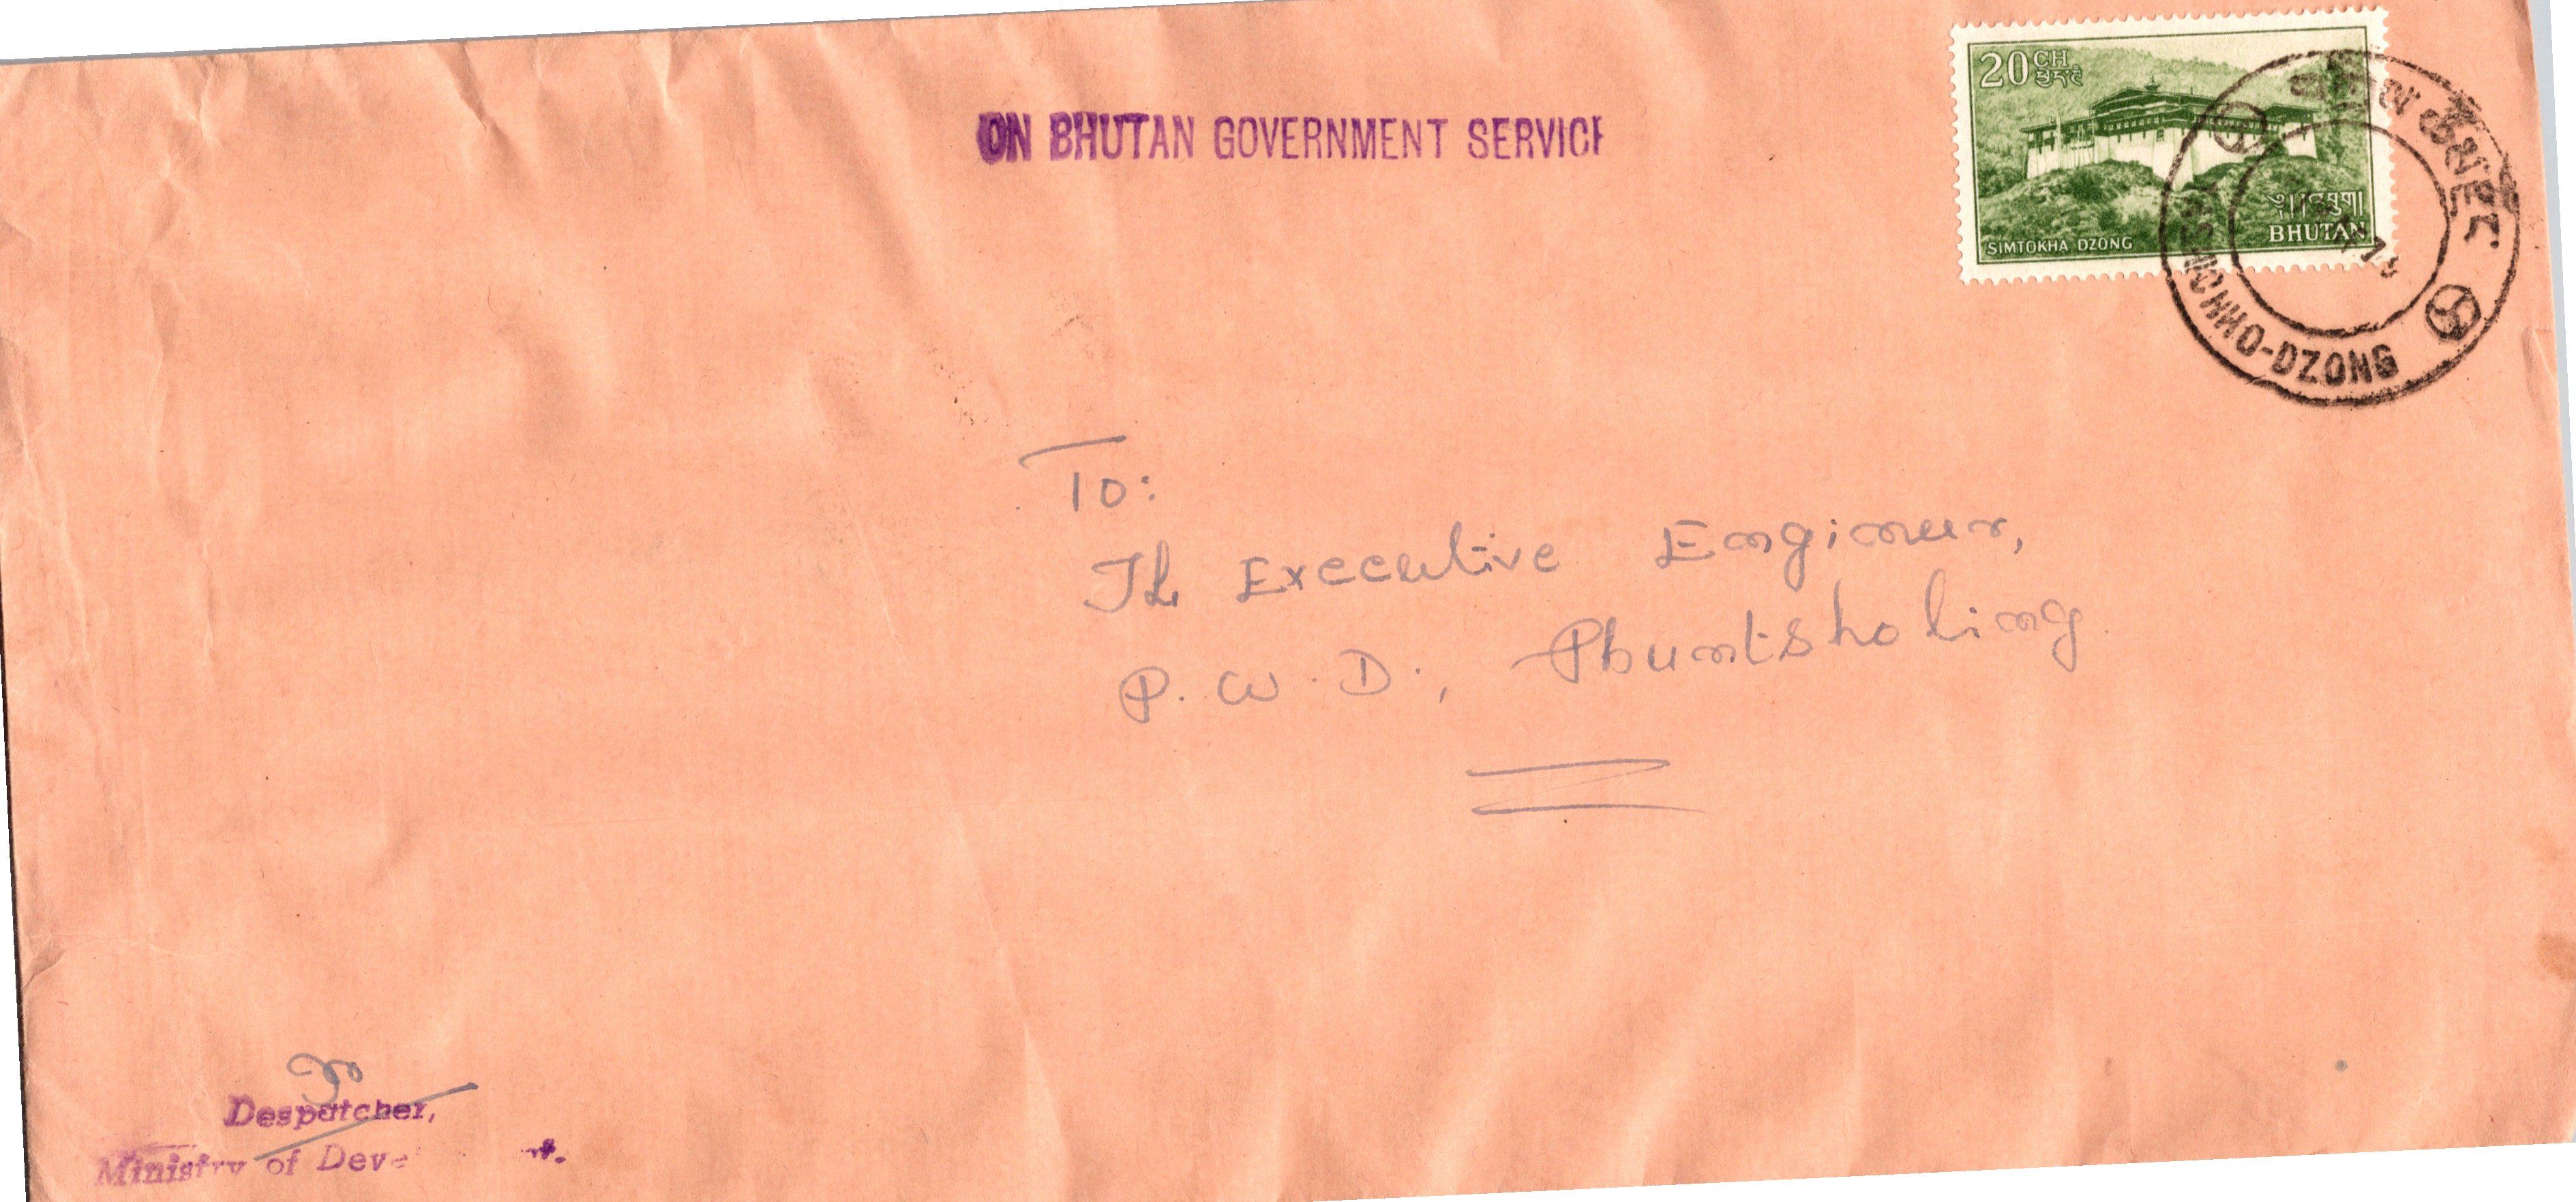 ON BHUTAN GOVERNMENT SERVICE
20 CH.
SIMTOKHA DZONG
འབྲུག།
BHUTAN
CHHO-DZONG
To:
The Executive Engineer,
P.W.D., Phuntsholing
Despatcher,
Ministry of